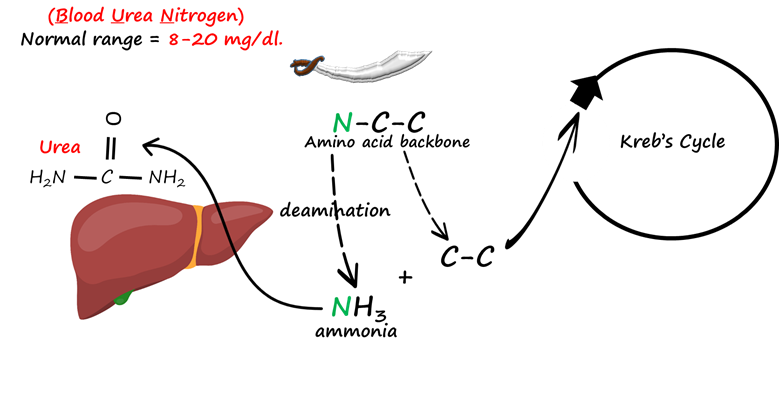 (Blood Urea Nitrogen)
Normal range = 8-20 mg/dl.
N-C-C
Amino acid backbone
Kreb's Cycle
O
||
Urea
H₂N — C — NH₂
deamination
C-C
+
NH₃
ammonia